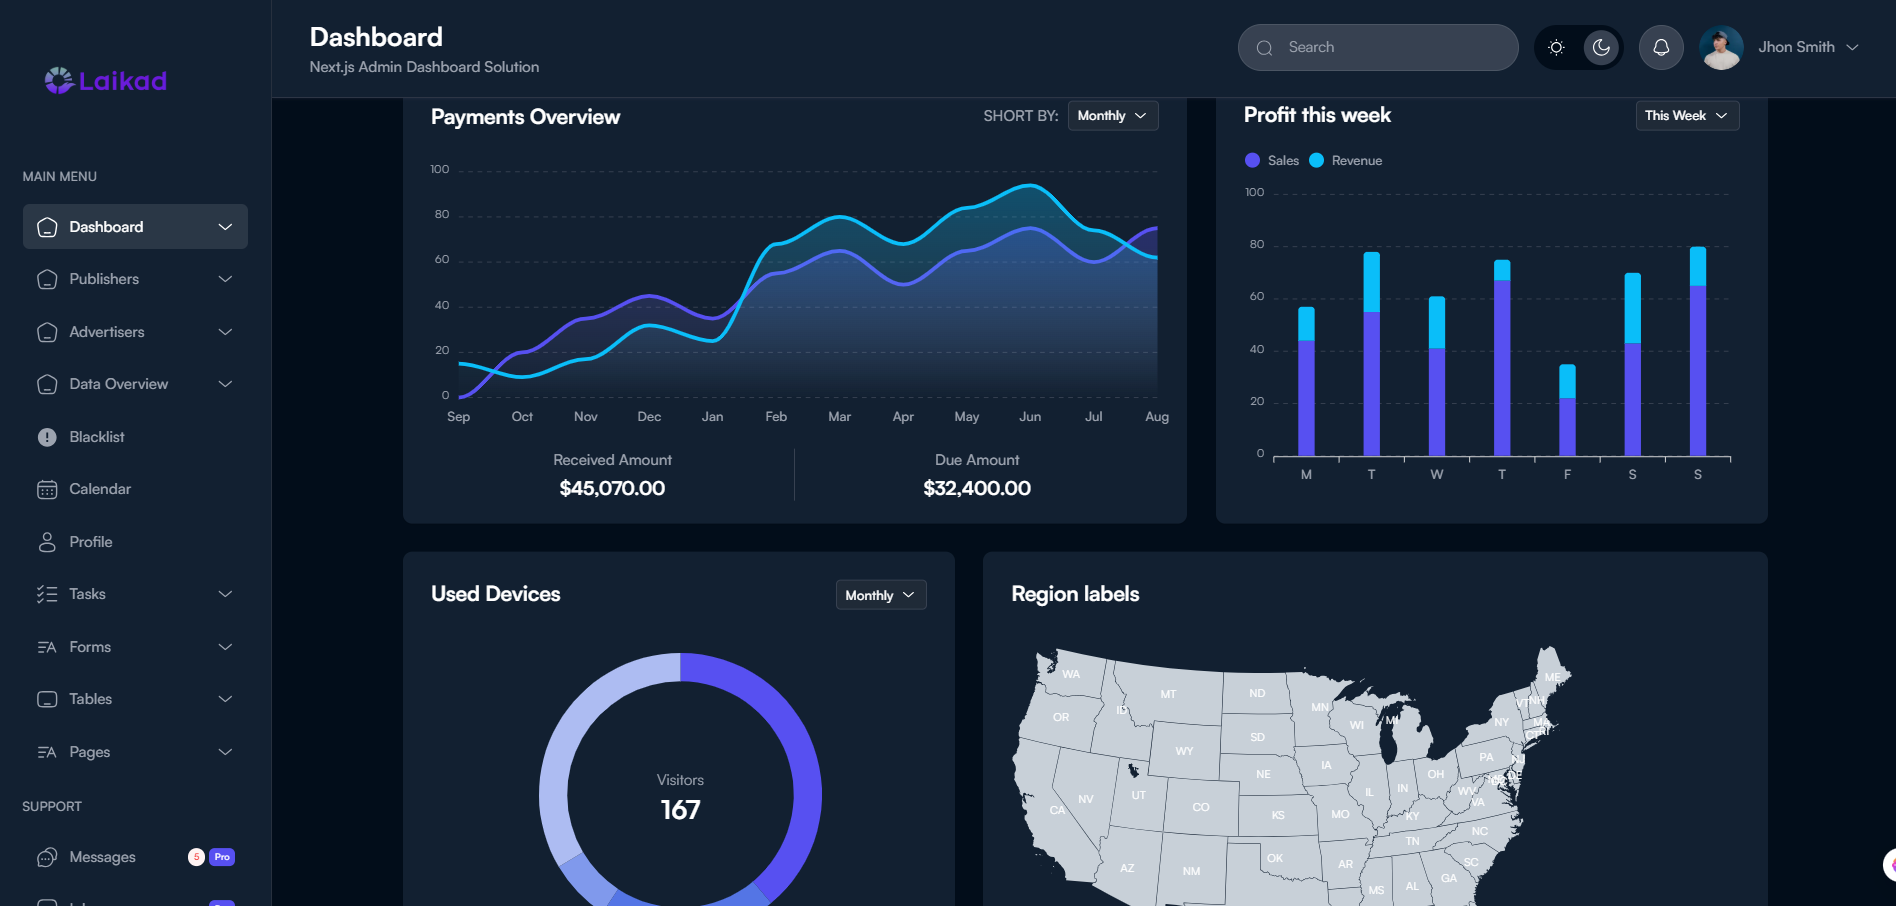 Laikad
MAIN MENU
Dashboard
Publishers
Advertisers
Data Overview
Blacklist
Calendar
Profile
Tasks
Forms
Tables
Pages
SUPPORT
Messages 5 Pro
Dashboard
Next.js Admin Dashboard Solution
Search
Jhon Smith
Payments Overview
SHORT BY: Monthly
100
80
60
40
20
0
Sep Oct Nov Dec Jan Feb Mar Apr May Jun Jul Aug
Received Amount
$45,070.00
Due Amount
$32,400.00
Profit this week
This Week
Sales Revenue
100
80
60
40
20
0
M T W T F S S
Used Devices
Monthly
Visitors
167
Region labels
WA
MT
ND
ME
OR
ID
MN
WI
MI
VT
NH
NY
MA
CT
RI
SD
WY
PA
NJ
NE
IA
OH
DE
NV
UT
CO
IL
IN
WV
VA
CA
KS
MO
KY
NC
TN
AZ
NM
OK
AR
SC
MS
AL
GA